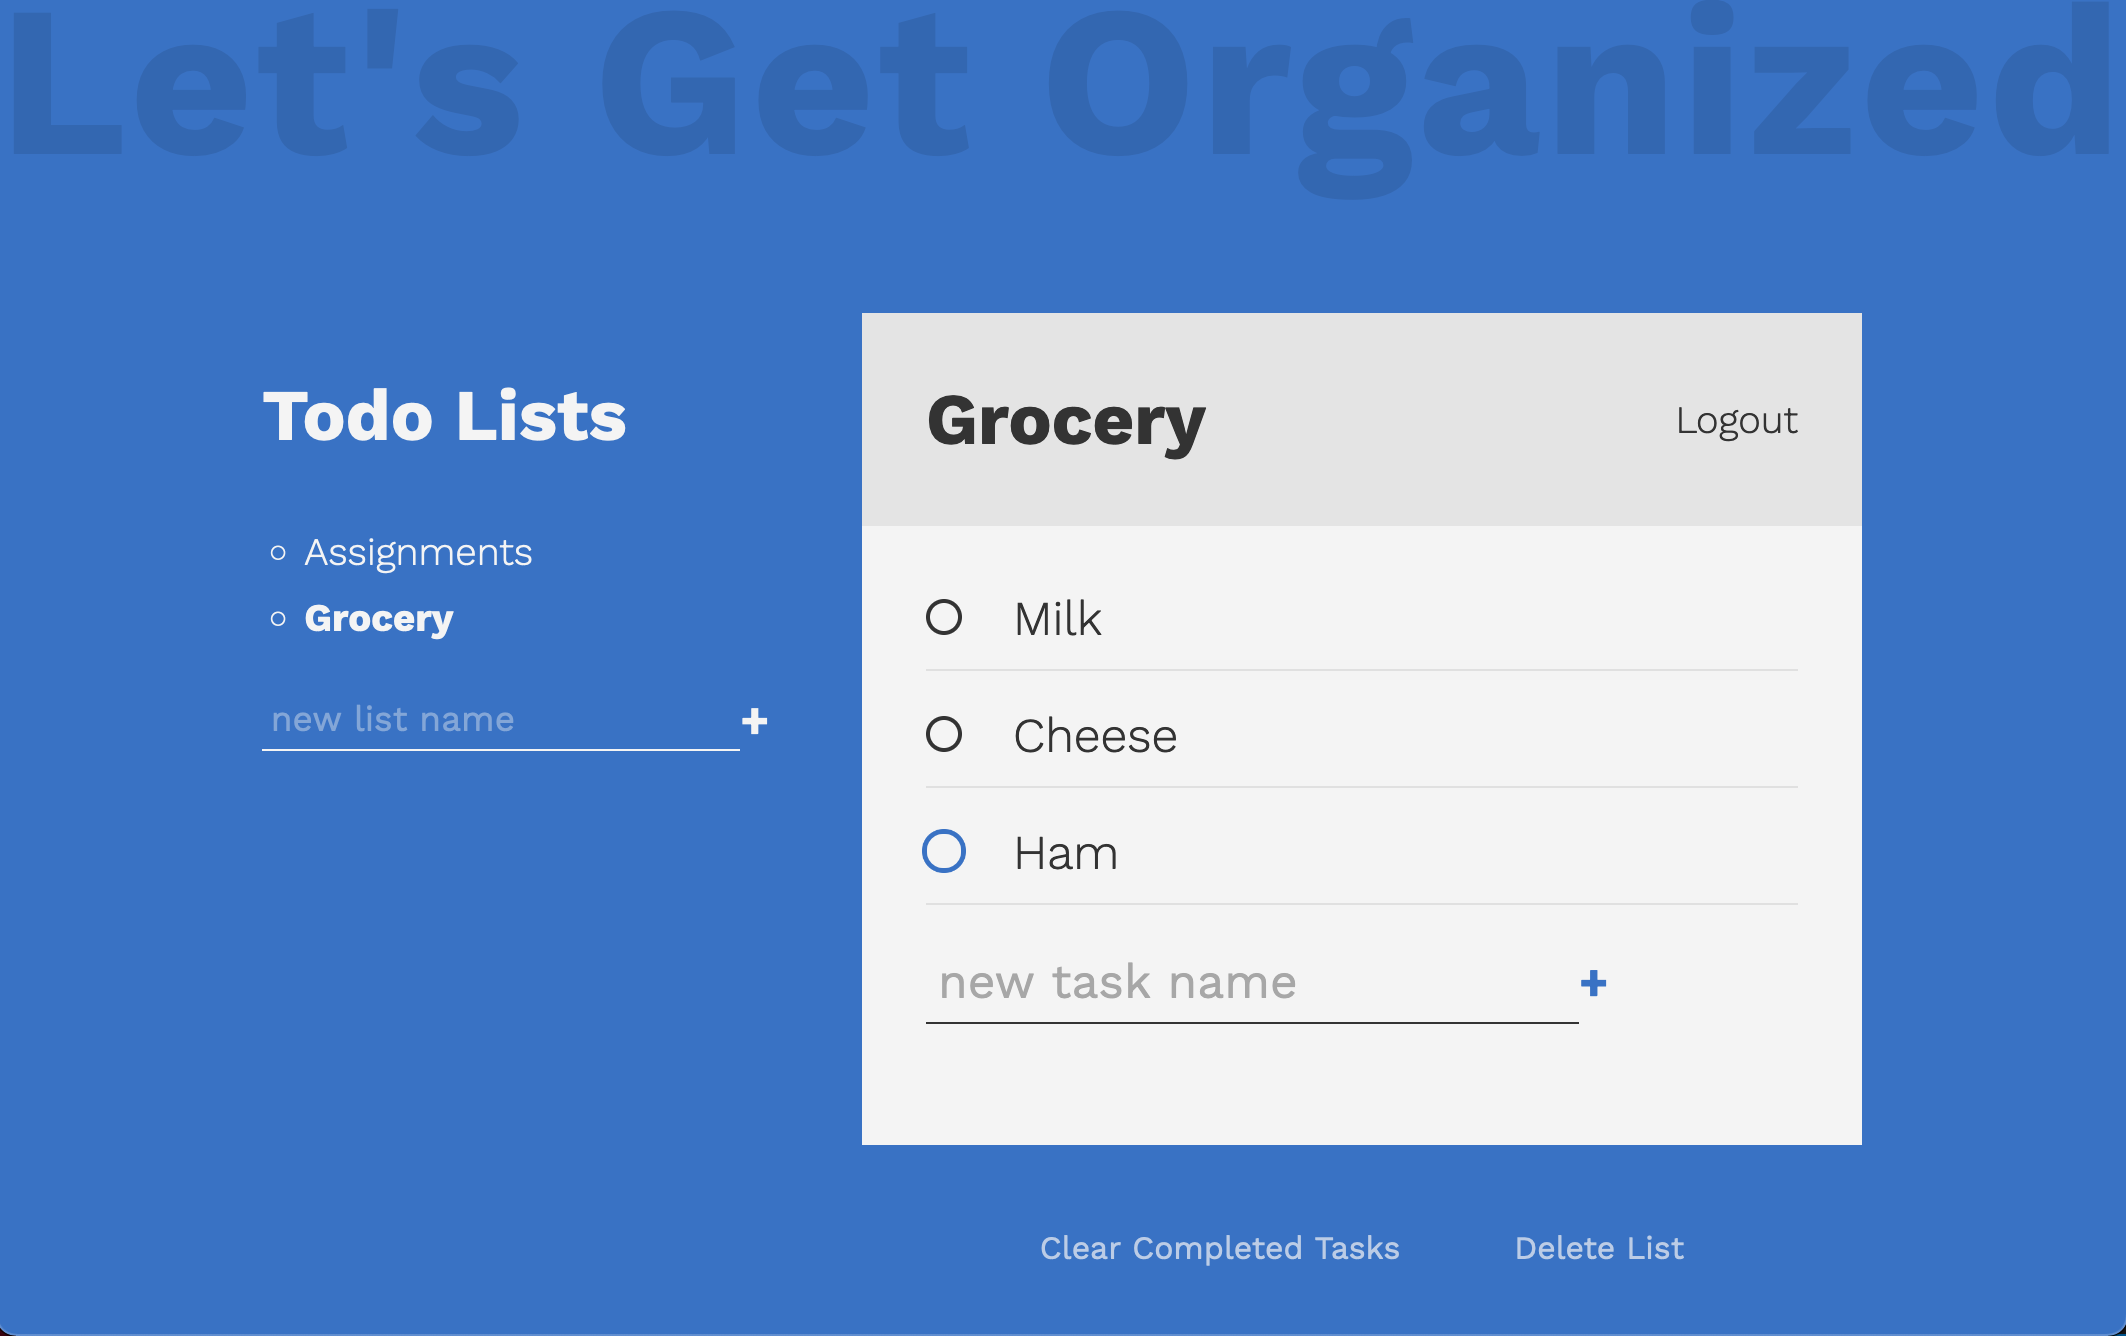 Let's Get Organized
Todo Lists
Assignments
Grocery
new list name
+
Grocery
Logout
Milk
Cheese
Ham
new task name
+
Clear Completed Tasks
Delete List